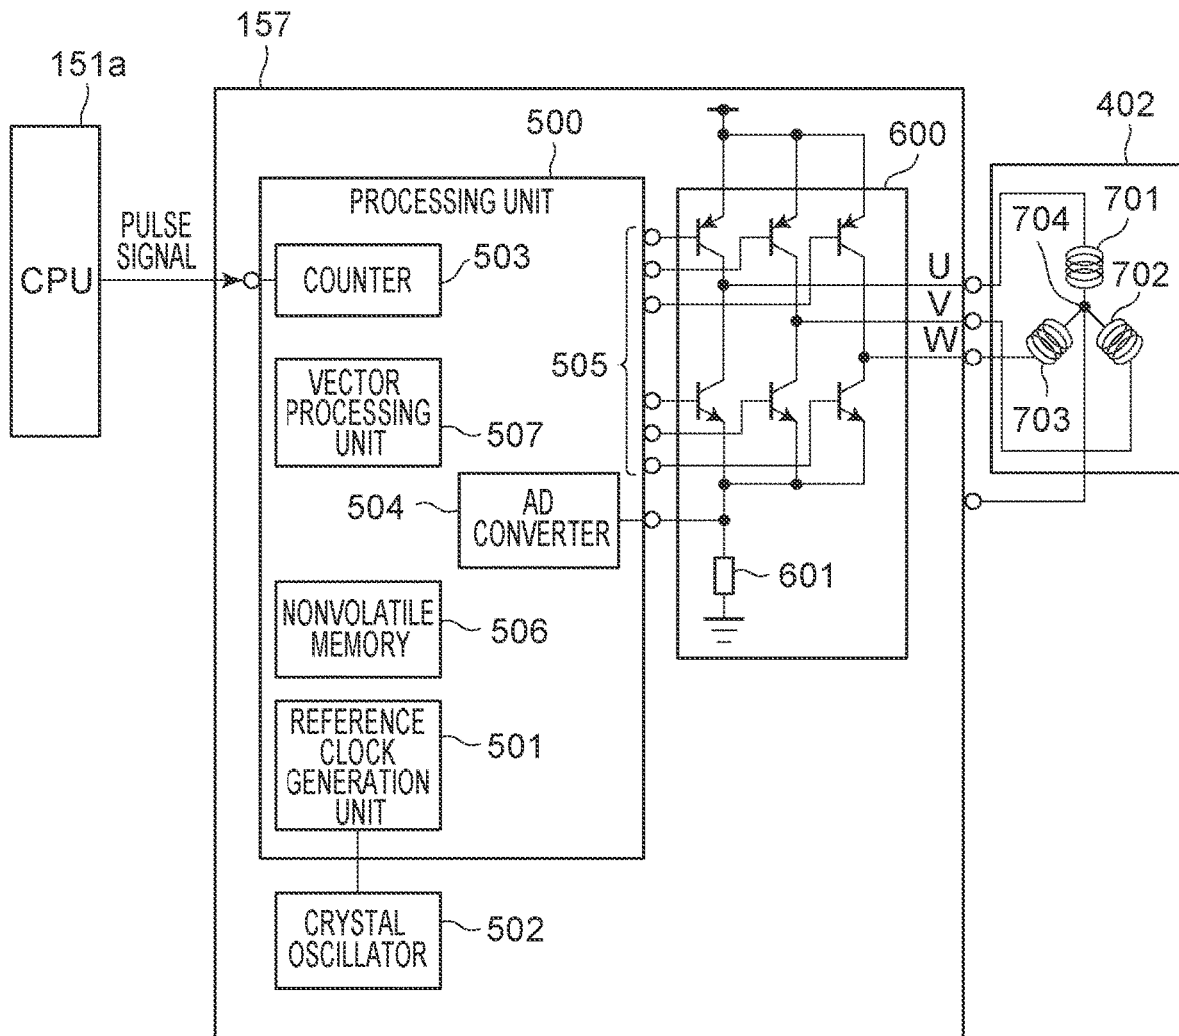 157
151a
CPU
PULSE
SIGNAL
500
PROCESSING UNIT
COUNTER
503
VECTOR
PROCESSING
UNIT
507
505
504
AD
CONVERTER
NONVOLATILE
MEMORY
506
REFERENCE
CLOCK
GENERATION
UNIT
501
CRYSTAL
OSCILLATOR
502
600
601
U
V
W
402
704
701
702
703